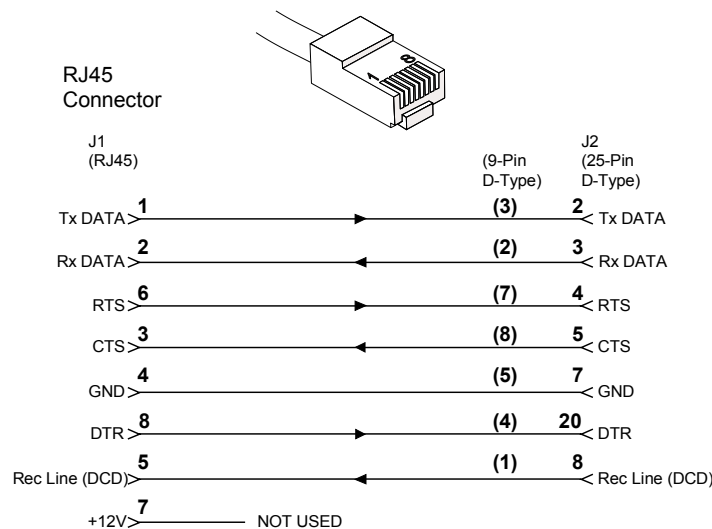 1 8
RJ45
Connector
J1
(RJ45)
(9-Pin
D-Type)
J2
(25-Pin
D-Type)
Tx DATA 1 (3) 2 Tx DATA
Rx DATA 2 (2) 3 Rx DATA
RTS 6 (7) 4 RTS
CTS 3 (8) 5 CTS
GND 4 (5) 7 GND
DTR 8 (4) 20 DTR
Rec Line (DCD) 5 (1) 8 Rec Line (DCD)
+12V 7 NOT USED